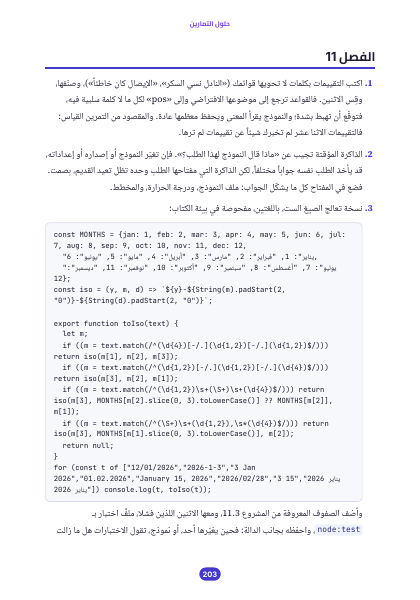 حلول التمارين
الفصل 11
1. اكتب التقييمات بكلمات لا تحويها قوائمك («النادل نسي السكر»، «الإيصال كان خاطئاً»)، وصنّفها،
وقِس الاثنتين. فالقواعد ترجع إلى موضوعها الافتراضي وإلى «pos» لكل ما لا كلمة سلبية فيه،
فتوقّع أن تهبط بشدة؛ والنموذج يقرأ المعنى ويحفظ معظمها عادة. والمقصود من التمرين القياس:
فالتقييمات الاثنا عشر لم تخبرك شيئاً عن تقييمات لم ترها.
2. الذاكرة المؤقتة تجيب عن «ماذا قال النموذج لهذا الطلب؟». فإن تغيّر النموذج أو إصداره أو إعداداته،
قد يأخذ الطلب نفسه جواباً مختلفاً، لكن الذاكرة التي مفتاحها الطلب وحده تظل تعيد القديم، بصمت.
فضع في المفتاح كل ما يشكّل الجواب: ملف النموذج، ودرجة الحرارة، والمخطط.
3. نسخة تعالج الصيغ الست، باللغتين، مفحوصة في بيئة الكتاب:
const MONTHS = {jan: 1, feb: 2, mar: 3, apr: 4, may: 5, jun: 6, jul:
7, aug: 8, sep: 9, oct: 10, nov: 11, dec: 12,
"يناير": 1, "فبراير": 2, "مارس": 3, "أبريل": 4, "مايو": 5, "يونيو": 6,
"يوليو": 7, "أغسطس": 8, "سبتمبر": 9, "أكتوبر": 10, "نوفمبر": 11, "ديسمبر":
12};
const iso = (y, m, d) => `${y}-${String(m).padStart(2,
"0")}-${String(d).padStart(2, "0")}`;
export function toIso(text) {
let m;
if ((m = text.match(/^(\d{4})[-/.](\d{1,2})[-/.](\d{1,2})$/)))
return iso(m[1], m[2], m[3]);
if ((m = text.match(/^(\d{1,2})[-/.](\d{1,2})[-/.](\d{4})$/)))
return iso(m[3], m[2], m[1]);
if ((m = text.match(/^(\d{1,2})\s+(\S+)\s+(\d{4})$/))) return
iso(m[3], MONTHS[m[2].slice(0, 3).toLowerCase()] ?? MONTHS[m[2]],
m[1]);
if ((m = text.match(/^(\S+)\s+(\d{1,2}),\s*(\d{4})$/))) return
iso(m[3], MONTHS[m[1].slice(0, 3).toLowerCase()], m[2]);
return null;
}
for (const t of ["12/01/2026","2026-1-3","3 Jan
2026","01.02.2026","January 15, 2026","2026/02/28","3 يناير 2026","15
يناير 2026"]) console.log(t, toIso(t));
وأضف الصفوف المعروفة من المشروع 11.3، ومعها الاثنين اللذين فشلا، ملفَّ اختبار بـ
node:test، واحفظه بجانب الدالة: فحين يغيّرها أحد، أو نموذج، تقول الاختبارات هل ما زالت
203